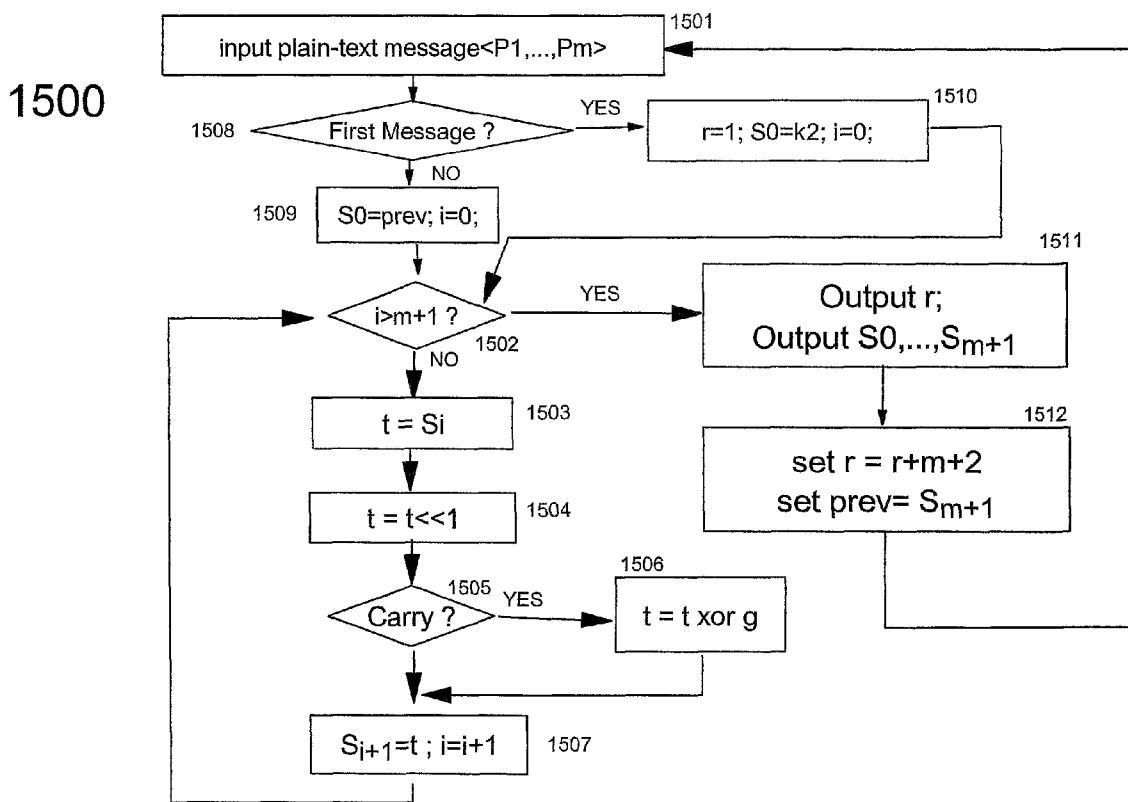 1500
1501
input plain-text message<P1,...,Pm>
1508
First Message ?
YES
1510
r=1; S0=k2; i=0;
NO
1509
S0=prev; i=0;
i>m+1 ?
1502
YES
1511
Output r;
Output S0,...,Sm+1
NO
t = Si
1503
1512
set r = r+m+2
set prev= Sm+1
t = t<<1
1504
1505
Carry ?
YES
1506
t = t xor g
Si+1=t ; i=i+1
1507